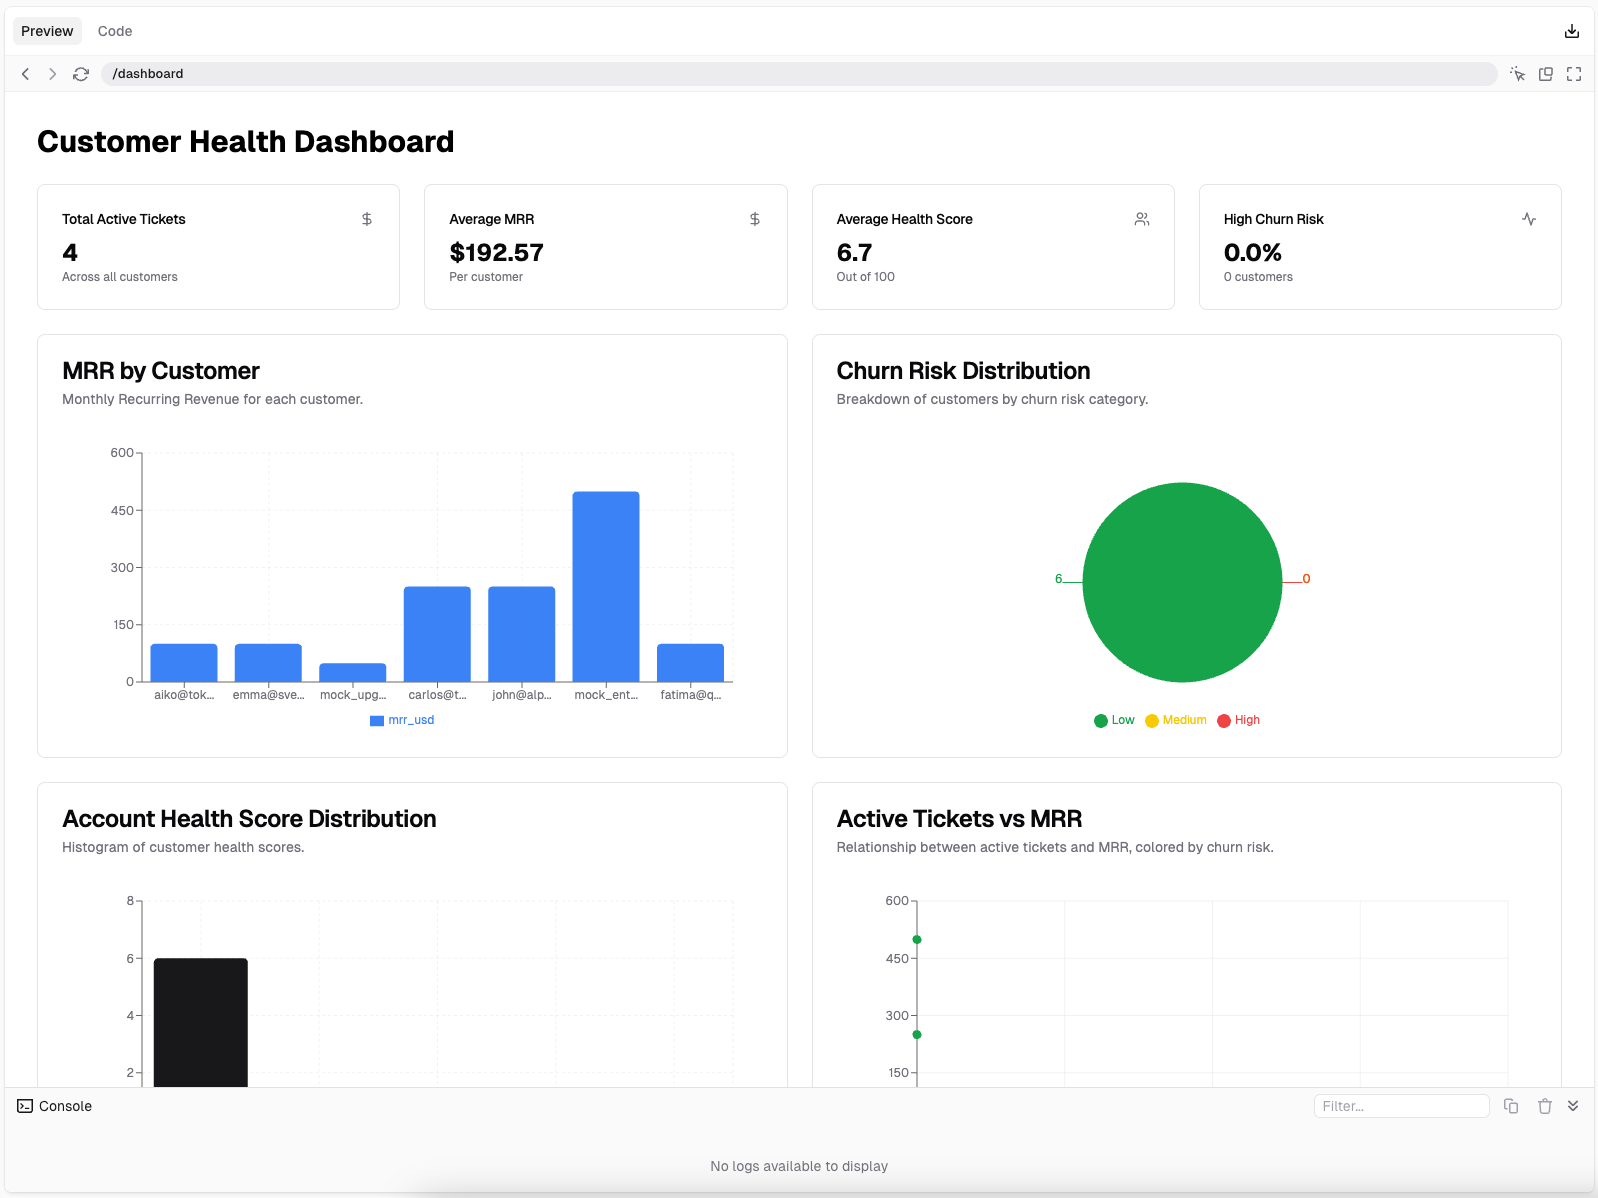 Preview Code
/dashboard
Customer Health Dashboard
Total Active Tickets
4
Across all customers
Average MRR
$192.57
Per customer
Average Health Score
6.7
Out of 100
High Churn Risk
0.0%
0 customers
MRR by Customer
Monthly Recurring Revenue for each customer.
600
450
300
150
0
aiko@tok... emma@sve... mock_upg... carlos@t... john@alp... mock_ent... fatima@q...
mrr_usd
Churn Risk Distribution
Breakdown of customers by churn risk category.
6
0
Low Medium High
Account Health Score Distribution
Histogram of customer health scores.
8
6
4
2
Active Tickets vs MRR
Relationship between active tickets and MRR, colored by churn risk.
600
450
300
150
Console
Filter...
No logs available to display